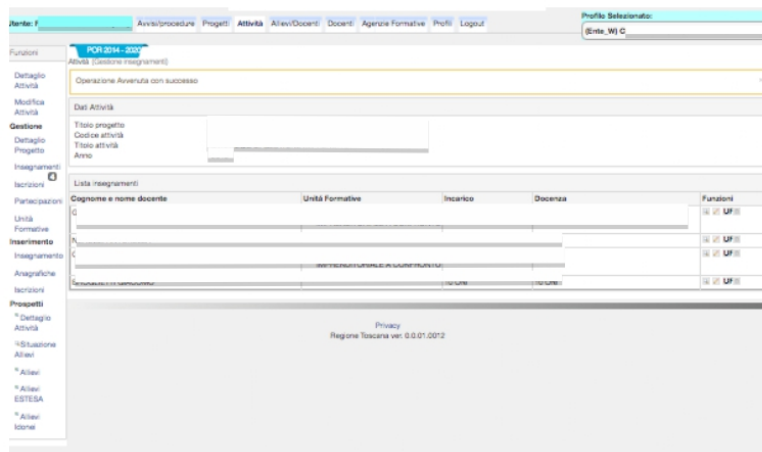 Utente:
Avvisi/procedure Progetti Attività Allievi/Docenti Docenti Agenzie Formative Profili Logout
Profilo Selezionato:
(Ente_W) C
Funzioni
POR 2014 - 2020
Attività (Gestione insegnamenti)
Dettaglio
Attività
Operazione Avvenuta con successo
Modifica
Attività
Dati Attività
Gestione
Dettaglio
Progetto
Titolo progetto
Codice attività
Titolo attività
Anno
Insegnamenti
Iscrizioni
Lista insegnamenti
Partecipazioni
Cognome e nome docente Unità Formative Incarico Docenza Funzioni
Unità
Formative
UF
Inserimento
UF
Insegnamento
UF
IMPRENDITORIALE A CONFRONTO
Anagrafiche
UF
Iscrizioni
Prospetti
Dettaglio
Attività
Situazione
Allievi
Allievi
Allievi
ESTESA
Allievi
Idonei
Privacy
Regione Toscana ver. 0.0.01.0012